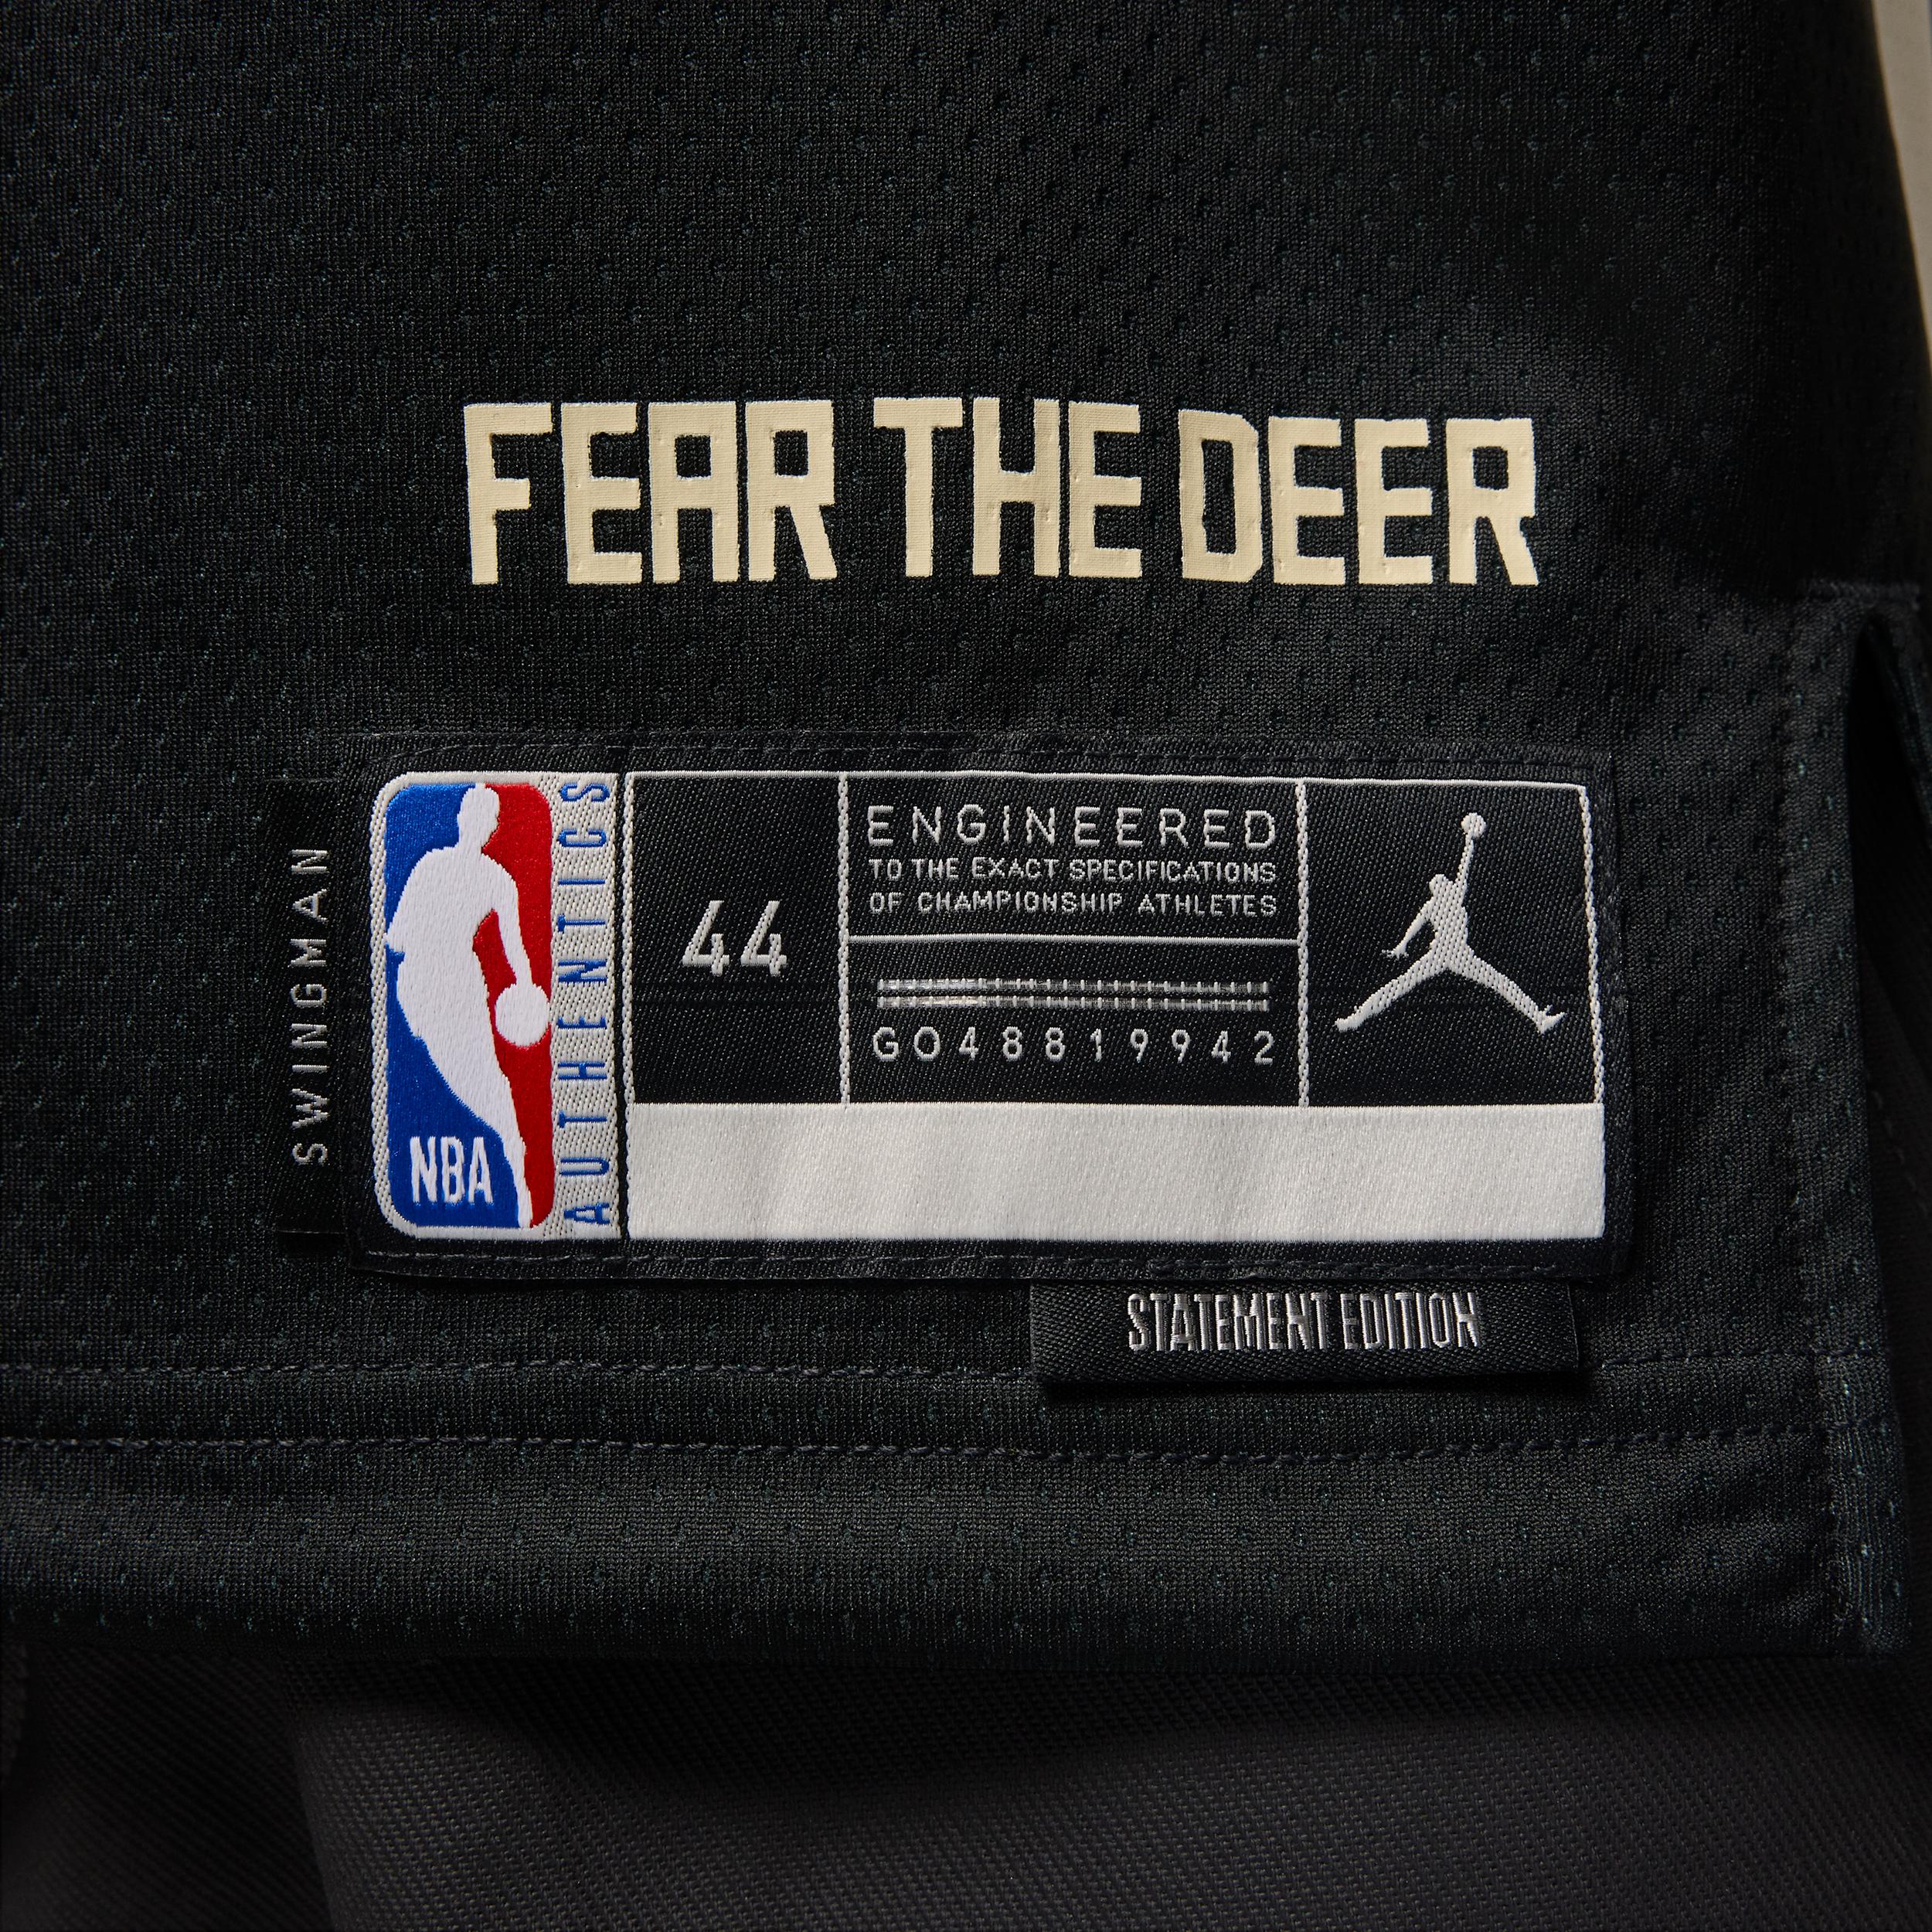 FEAR THE DEER
SWINGMAN
NBA
AUTHENTICS
44
ENGINEERED
TO THE EXACT SPECIFICATIONS
OF CHAMPIONSHIP ATHLETES
GO48819942
STATEMENT EDITION